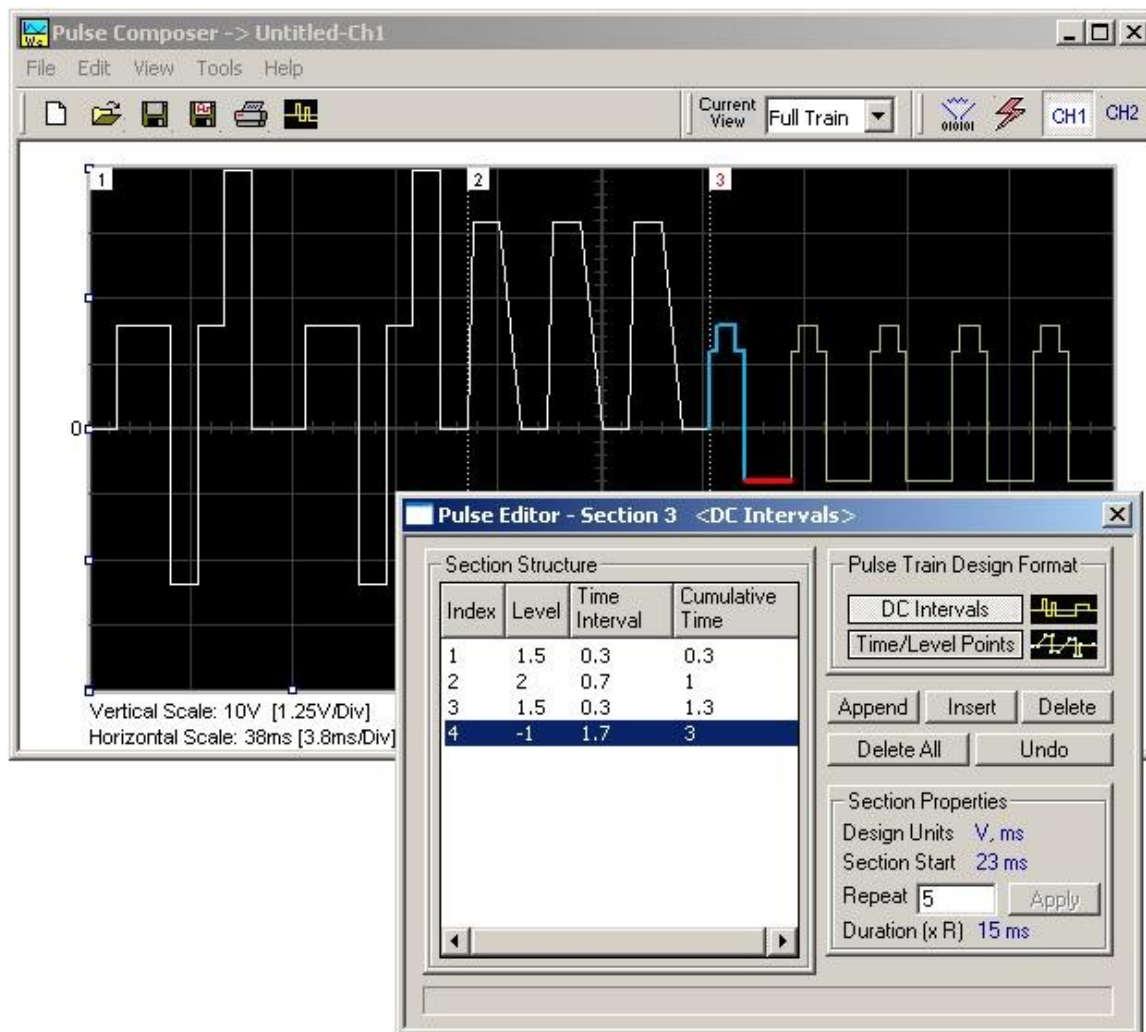 Pulse Composer -> Untitled-Ch1
File Edit View Tools Help
Current View Full Train
010101
CH1
CH2
1
2
3
0
Vertical Scale: 10V [1.25V/Div]
Horizontal Scale: 38ms [3.8ms/Div]
Pulse Editor - Section 3 <DC Intervals>
Section Structure
Index Level Time Interval Cumulative Time
1 1.5 0.3 0.3
2 2 0.7 1
3 1.5 0.3 1.3
4 -1 1.7 3
Pulse Train Design Format
DC Intervals
Time/Level Points
Append Insert Delete
Delete All Undo
Section Properties
Design Units V, ms
Section Start 23 ms
Repeat 5 Apply
Duration (x R) 15 ms